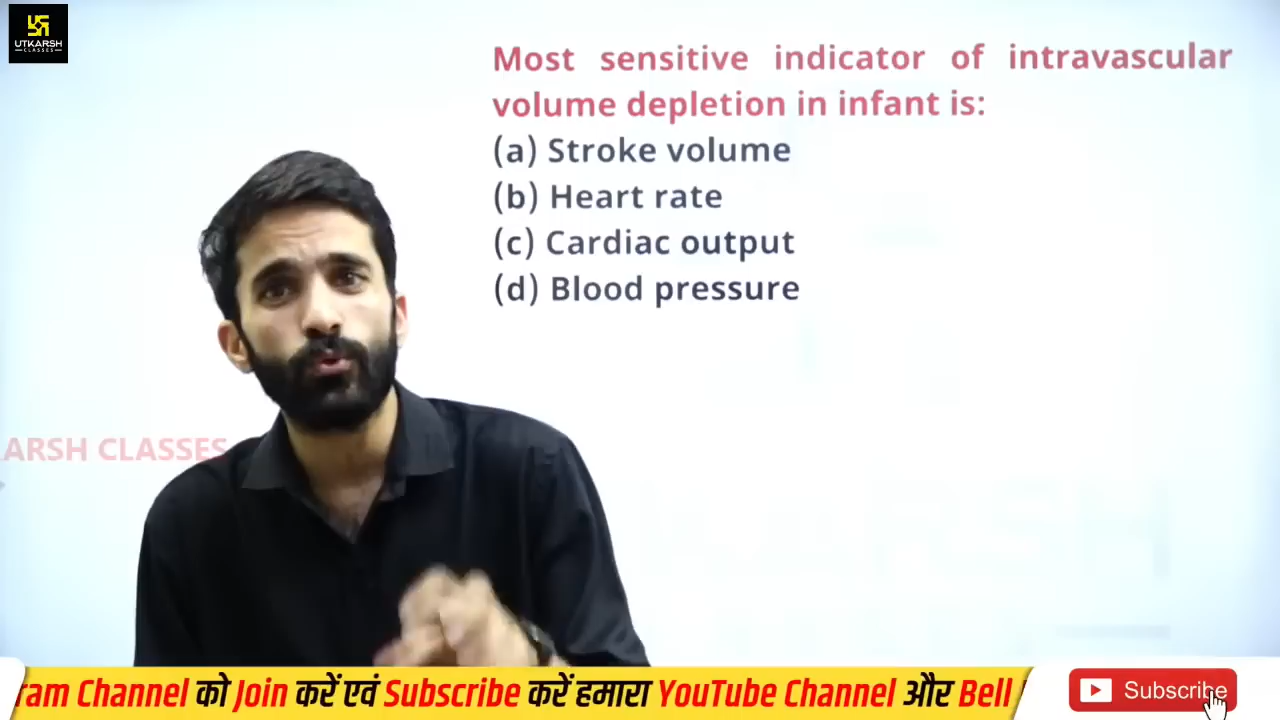 UTKARSH
CLASSES
Most sensitive indicator of intravascular
volume depletion in infant is:
(a) Stroke volume
(b) Heart rate
(c) Cardiac output
(d) Blood pressure
ARSH CLASSES
ram Channel को Join करें एवं Subscribe करें हमारा YouTube Channel और Bell
Subscribe